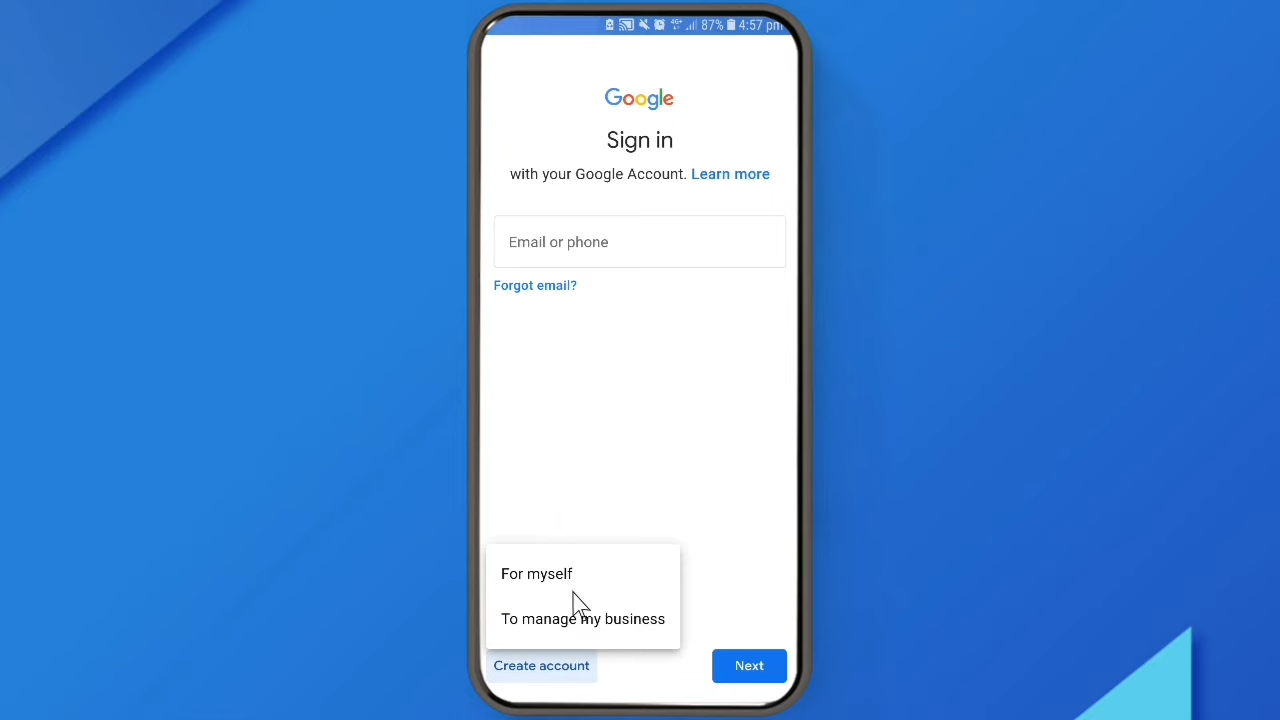 4G+ 87% 4:57 pm
Google
Sign in
with your Google Account. Learn more
Email or phone
Forgot email?
For myself
To manage my business
Create account
Next